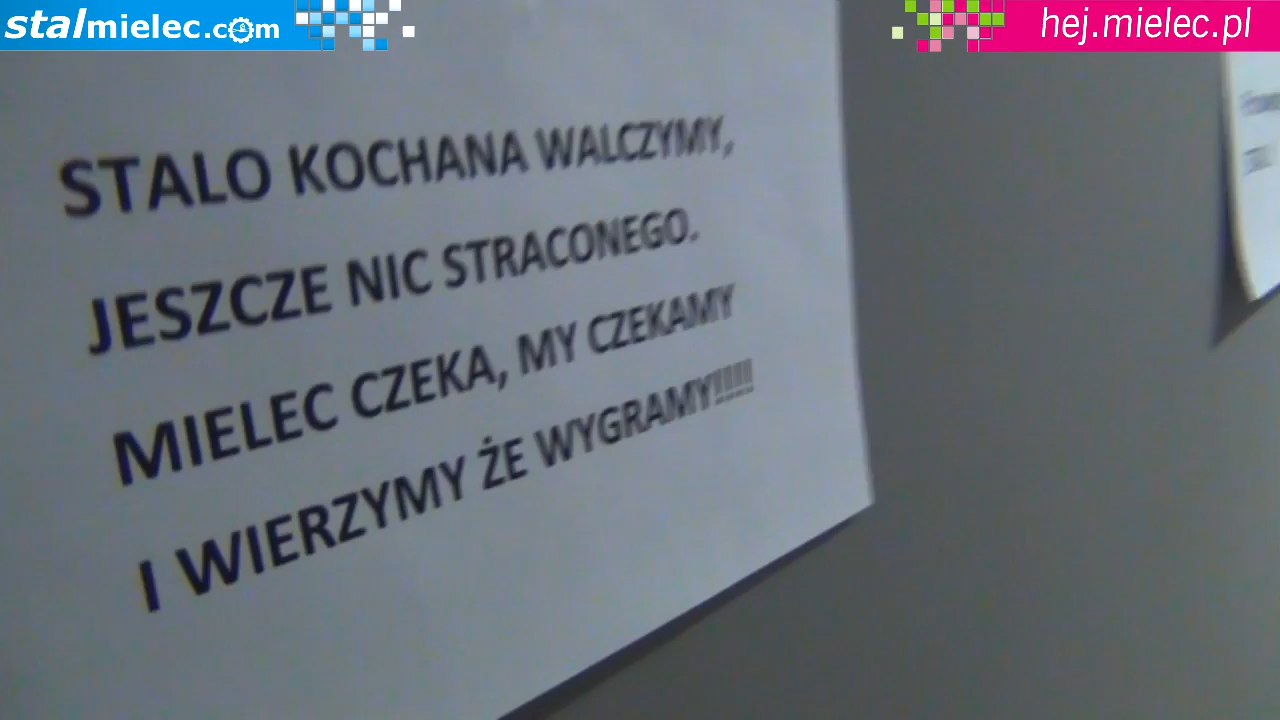 stalmielec.com
hej.mielec.pl
STALO KOCHANA WALCZYMY,
JESZCZE NIC STRACONEGO.
MIELEC CZEKA, MY CZEKAMY
I WIERZYMY ŻE WYGRAMY!!!!!